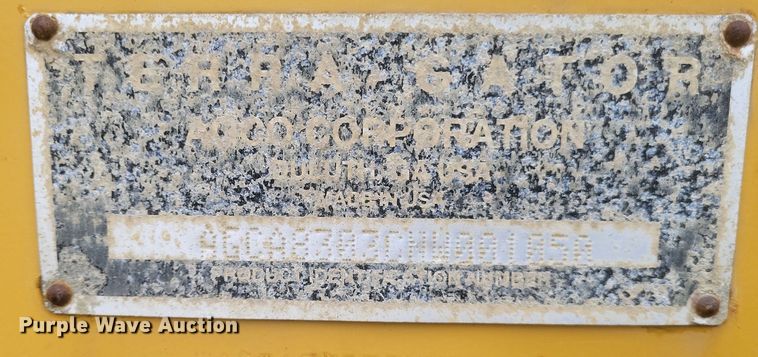 TERRA-GATOR
AGCO CORPORATION
DULUTH, GA USA
MADE IN USA
PRODUCT IDENTIFICATION NUMBER
Purple Wave Auction